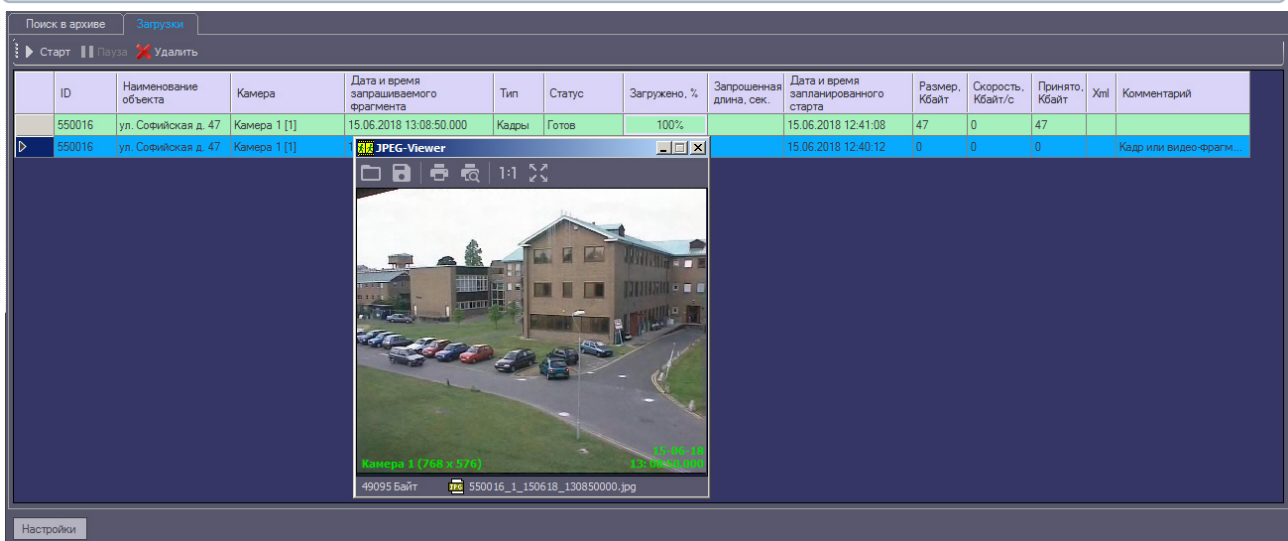 Поиск в архиве Загрузки
Старт Пауза Удалить
ID Наименование объекта Камера Дата и время запрашиваемого фрагмента Тип Статус Загружено, % Запрошенная длина, сек. Дата и время запланированного старта Размер, Кбайт Скорость, Кбайт/с Принято, Кбайт Xml Комментарий
550016 ул. Софийская д. 47 Камера 1 [1] 15.06.2018 13:08:50.000 Кадры Готов 100% 15.06.2018 12:41:08 47 0 47
550016 ул. Софийская д. 47 Камера 1 [1] 15.06.2018 12:40:12 0 0 0 Кадр или видео-фрагм...
JPEG-Viewer
1:1
15-06-18
Камера 1 (768 x 576)
49095 Байт JPG 550016_1_150618_130850000.jpg
Настройки